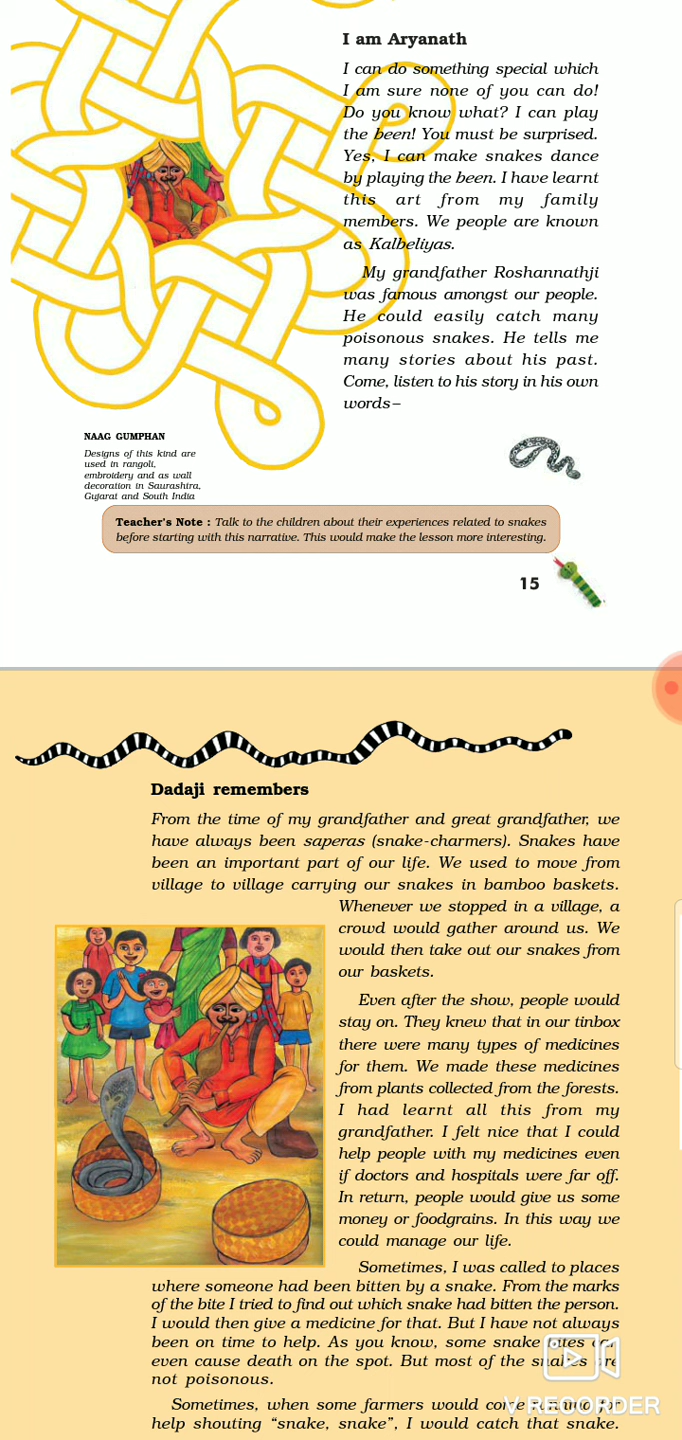 I am Aryanath
I can do something special which
I am sure none of you can do!
Do you know what? I can play
the been! You must be surprised.
Yes, I can make snakes dance
by playing the been. I have learnt
this art from my family
members. We people are known
as Kalbeliyas.
My grandfather Roshannathji
was famous amongst our people.
He could easily catch many
poisonous snakes. He tells me
many stories about his past.
Come, listen to his story in his own
words–
NAAG GUMPHAN
Designs of this kind are
used in rangoli,
embroidery and as wall
decoration in Saurashtra,
Gujarat and South India
Teacher's Note : Talk to the children about their experiences related to snakes
before starting with this narrative. This would make the lesson more interesting.
15
Dadaji remembers
From the time of my grandfather and great grandfather, we
have always been saperas (snake-charmers). Snakes have
been an important part of our life. We used to move from
village to village carrying our snakes in bamboo baskets.
Whenever we stopped in a village, a
crowd would gather around us. We
would then take out our snakes from
our baskets.
Even after the show, people would
stay on. They knew that in our tinbox
there were many types of medicines
for them. We made these medicines
from plants collected from the forests.
I had learnt all this from my
grandfather. I felt nice that I could
help people with my medicines even
if doctors and hospitals were far off.
In return, people would give us some
money or foodgrains. In this way we
could manage our life.
Sometimes, I was called to places
where someone had been bitten by a snake. From the marks
of the bite I tried to find out which snake had bitten the person.
I would then give a medicine for that. But I have not always
been on time to help. As you know, some snake bites can
even cause death on the spot. But most of the snakes are
not poisonous.
Sometimes, when some farmers would come running for
help shouting “snake, snake”, I would catch that snake.
V RECORDER